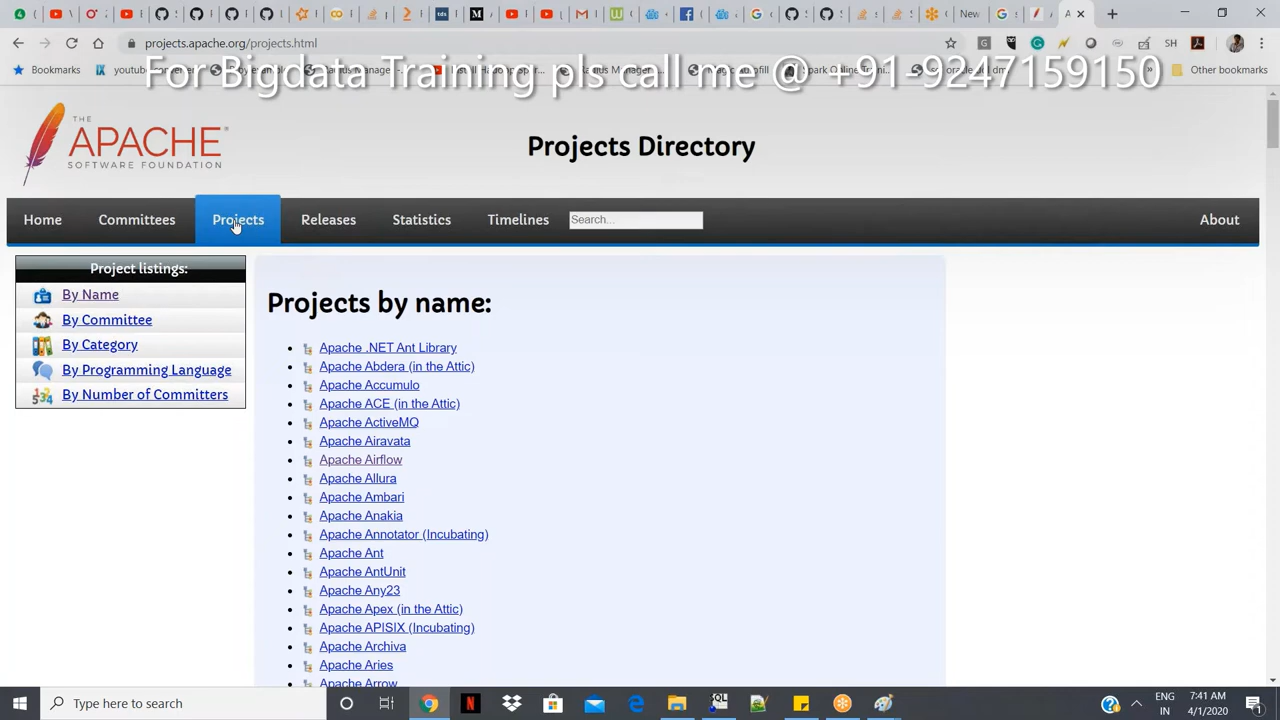 projects.apache.org/projects.html
For Bigdata Training pls call me @ +91-9247159150
Bookmarks
Other bookmarks
THE
APACHE
SOFTWARE FOUNDATION
Projects Directory
Home Committees Projects Releases Statistics Timelines Search... About
Project listings:
By Name
By Committee
By Category
By Programming Language
By Number of Committers
Projects by name:
Apache .NET Ant Library
Apache Abdera (in the Attic)
Apache Accumulo
Apache ACE (in the Attic)
Apache ActiveMQ
Apache Airavata
Apache Airflow
Apache Allura
Apache Ambari
Apache Anakia
Apache Annotator (Incubating)
Apache Ant
Apache AntUnit
Apache Any23
Apache Apex (in the Attic)
Apache APISIX (Incubating)
Apache Archiva
Apache Aries
Apache Arrow
Type here to search
ENG
IN
7:41 AM
4/1/2020